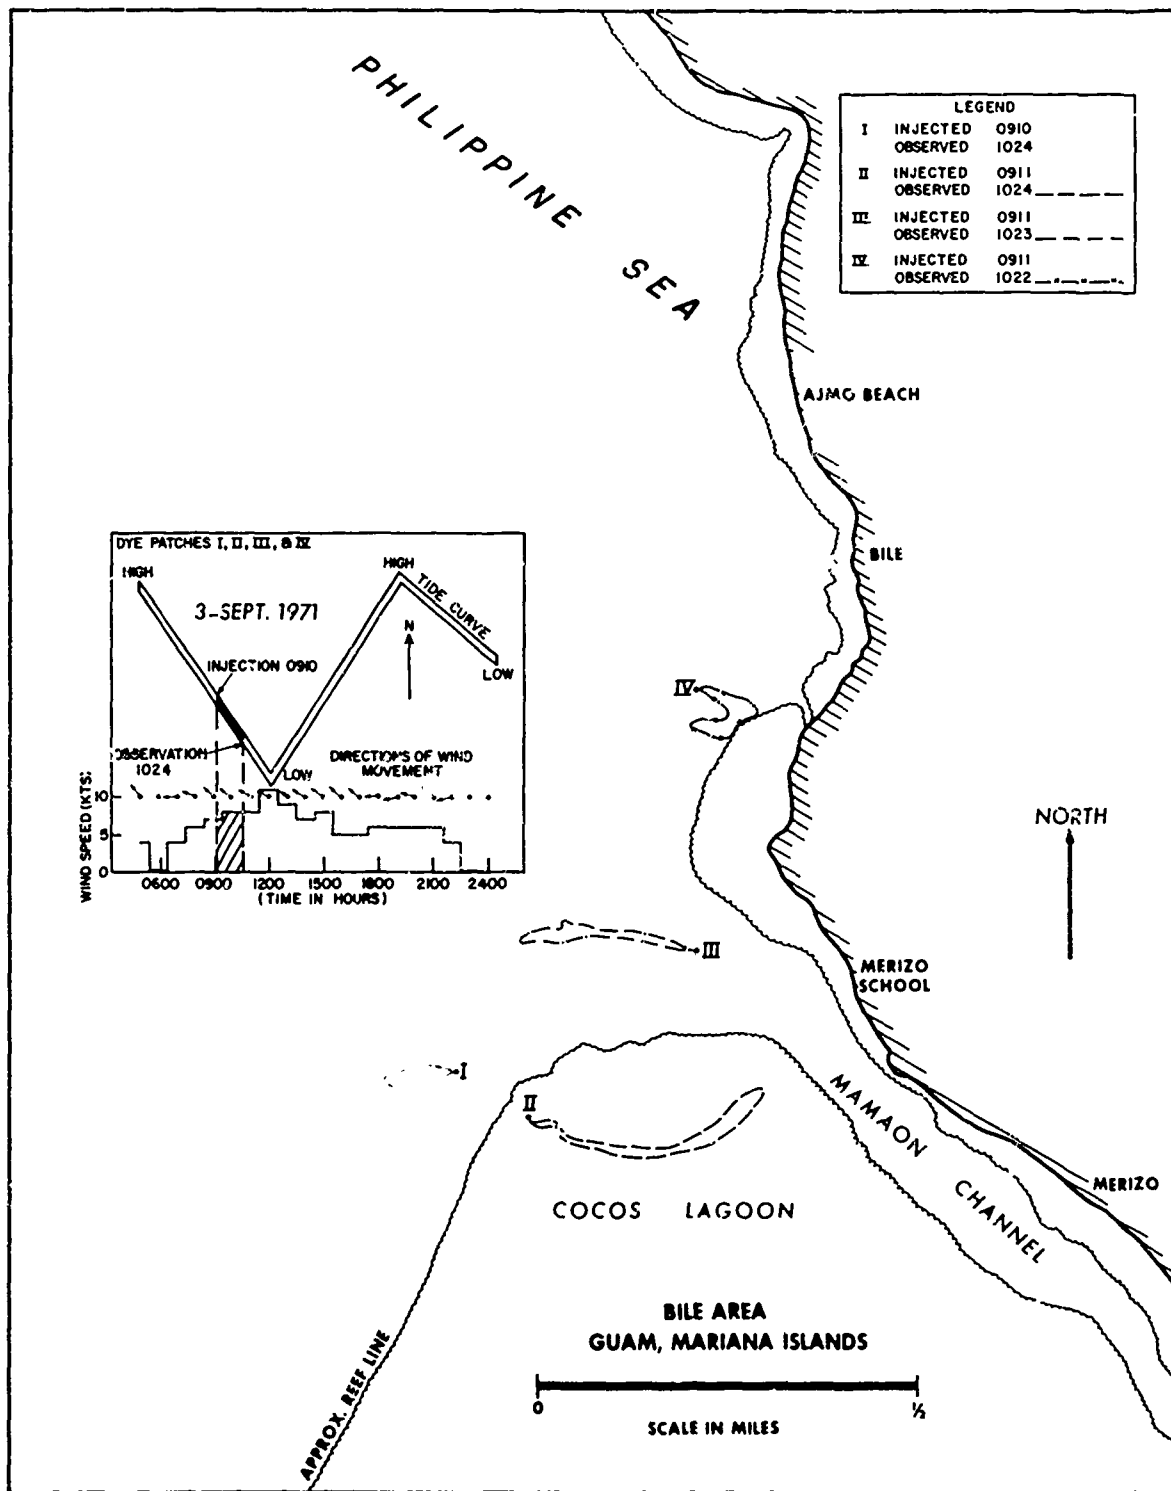 PHILIPPINE SEA
LEGEND
I INJECTED 0910
OBSERVED 1024
II INJECTED 0911
OBSERVED 1024
III INJECTED 0911
OBSERVED 1023
IV INJECTED 0911
OBSERVED 1022
AJMO BEACH
BILE
DYE PATCHES I, II, III, & IV
HIGH
HIGH
TIDE CURVE
3-SEPT. 1971
N
INJECTION 0910
LOW
OBSERVATION
1024
LOW
DIRECTIONS OF WIND
MOVEMENT
WIND SPEED (KTS)
10
5
0
0600 0900 1200 1500 1800 2100 2400
(TIME IN HOURS)
IV
NORTH
III
MERIZO
SCHOOL
I
II
MAMAON CHANNEL
MERIZO
COCOS LAGOON
BILE AREA
GUAM, MARIANA ISLANDS
0 1/2
SCALE IN MILES
APPROX. REEF LINE